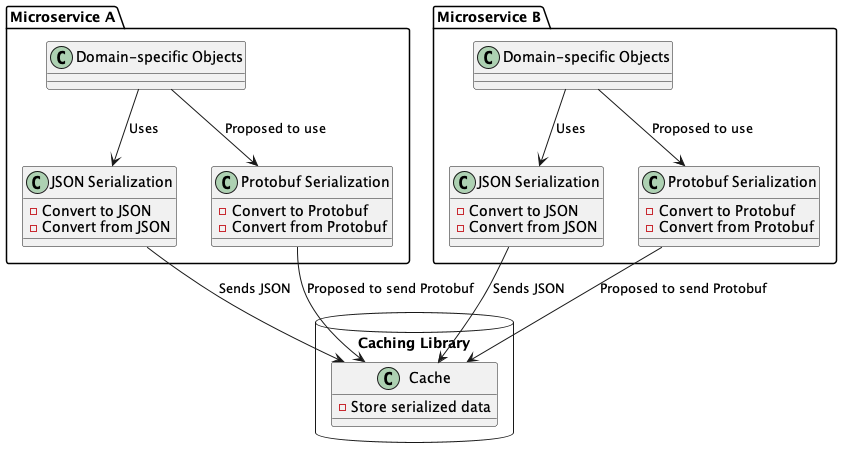 Microservice A
C Domain-specific Objects
Uses
Proposed to use
C JSON Serialization
Convert to JSON
Convert from JSON
C Protobuf Serialization
Convert to Protobuf
Convert from Protobuf
Microservice B
C Domain-specific Objects
Uses
Proposed to use
C JSON Serialization
Convert to JSON
Convert from JSON
C Protobuf Serialization
Convert to Protobuf
Convert from Protobuf
Sends JSON
Proposed to send Protobuf
Sends JSON
Proposed to send Protobuf
Caching Library
C Cache
Store serialized data